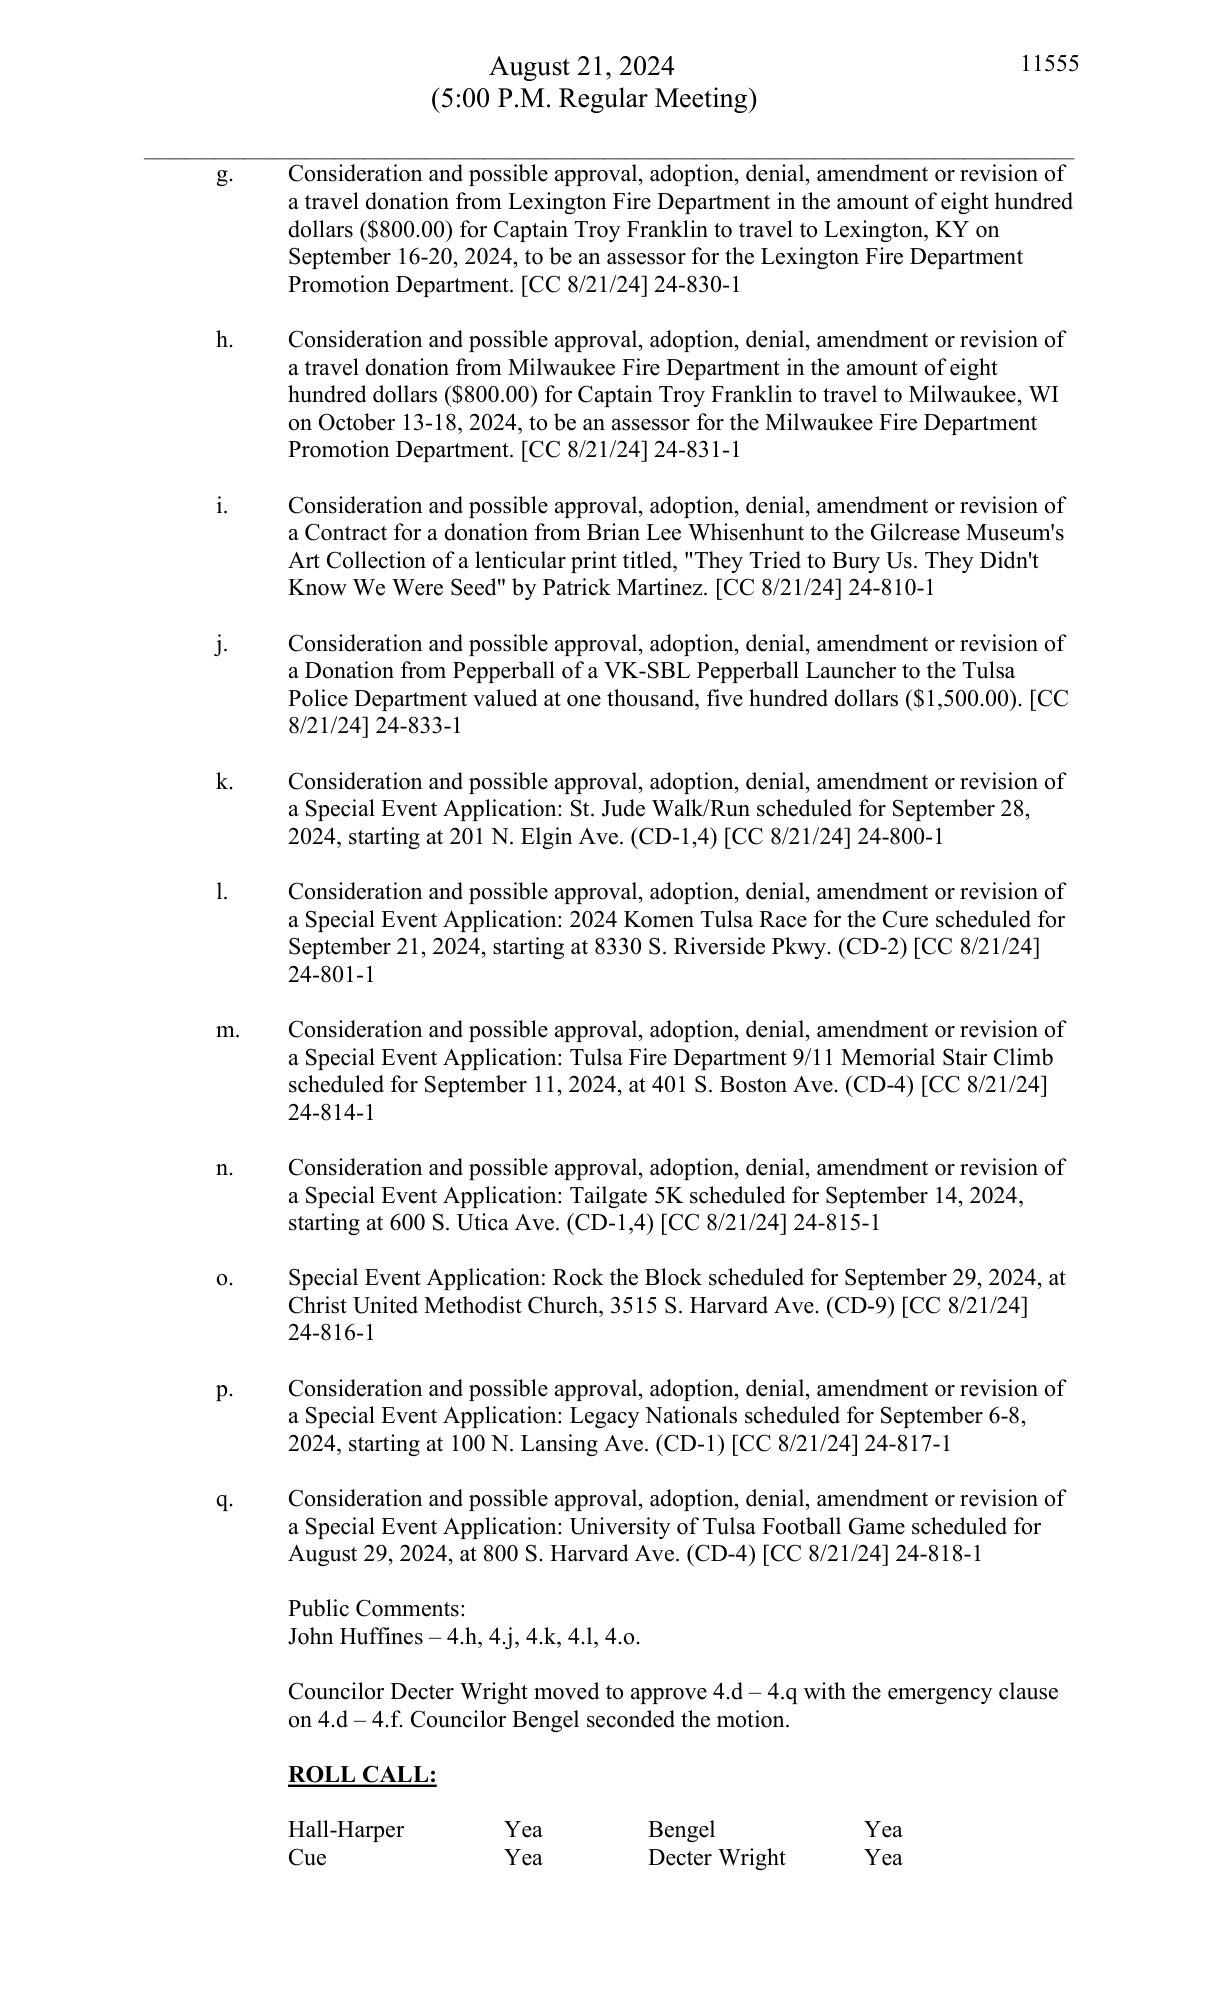 August 21, 2024
11555
(5:00 P.M. Regular Meeting)
g. Consideration and possible approval, adoption, denial, amendment or revision of
a travel donation from Lexington Fire Department in the amount of eight hundred
dollars ($800.00) for Captain Troy Franklin to travel to Lexington, KY on
September 16-20, 2024, to be an assessor for the Lexington Fire Department
Promotion Department. [CC 8/21/24] 24-830-1
h. Consideration and possible approval, adoption, denial, amendment or revision of
a travel donation from Milwaukee Fire Department in the amount of eight
hundred dollars ($800.00) for Captain Troy Franklin to travel to Milwaukee, WI
on October 13-18, 2024, to be an assessor for the Milwaukee Fire Department
Promotion Department. [CC 8/21/24] 24-831-1
i. Consideration and possible approval, adoption, denial, amendment or revision of
a Contract for a donation from Brian Lee Whisenhunt to the Gilcrease Museum's
Art Collection of a lenticular print titled, "They Tried to Bury Us. They Didn't
Know We Were Seed" by Patrick Martinez. [CC 8/21/24] 24-810-1
j. Consideration and possible approval, adoption, denial, amendment or revision of
a Donation from Pepperball of a VK-SBL Pepperball Launcher to the Tulsa
Police Department valued at one thousand, five hundred dollars ($1,500.00). [CC
8/21/24] 24-833-1
k. Consideration and possible approval, adoption, denial, amendment or revision of
a Special Event Application: St. Jude Walk/Run scheduled for September 28,
2024, starting at 201 N. Elgin Ave. (CD-1,4) [CC 8/21/24] 24-800-1
l. Consideration and possible approval, adoption, denial, amendment or revision of
a Special Event Application: 2024 Komen Tulsa Race for the Cure scheduled for
September 21, 2024, starting at 8330 S. Riverside Pkwy. (CD-2) [CC 8/21/24]
24-801-1
m. Consideration and possible approval, adoption, denial, amendment or revision of
a Special Event Application: Tulsa Fire Department 9/11 Memorial Stair Climb
scheduled for September 11, 2024, at 401 S. Boston Ave. (CD-4) [CC 8/21/24]
24-814-1
n. Consideration and possible approval, adoption, denial, amendment or revision of
a Special Event Application: Tailgate 5K scheduled for September 14, 2024,
starting at 600 S. Utica Ave. (CD-1,4) [CC 8/21/24] 24-815-1
o. Special Event Application: Rock the Block scheduled for September 29, 2024, at
Christ United Methodist Church, 3515 S. Harvard Ave. (CD-9) [CC 8/21/24]
24-816-1
p. Consideration and possible approval, adoption, denial, amendment or revision of
a Special Event Application: Legacy Nationals scheduled for September 6-8,
2024, starting at 100 N. Lansing Ave. (CD-1) [CC 8/21/24] 24-817-1
q. Consideration and possible approval, adoption, denial, amendment or revision of
a Special Event Application: University of Tulsa Football Game scheduled for
August 29, 2024, at 800 S. Harvard Ave. (CD-4) [CC 8/21/24] 24-818-1
Public Comments:
John Huffines – 4.h, 4.j, 4.k, 4.l, 4.o.
Councilor Decter Wright moved to approve 4.d – 4.q with the emergency clause
on 4.d – 4.f. Councilor Bengel seconded the motion.
ROLL CALL:
Hall-Harper Yea Bengel Yea
Cue Yea Decter Wright Yea